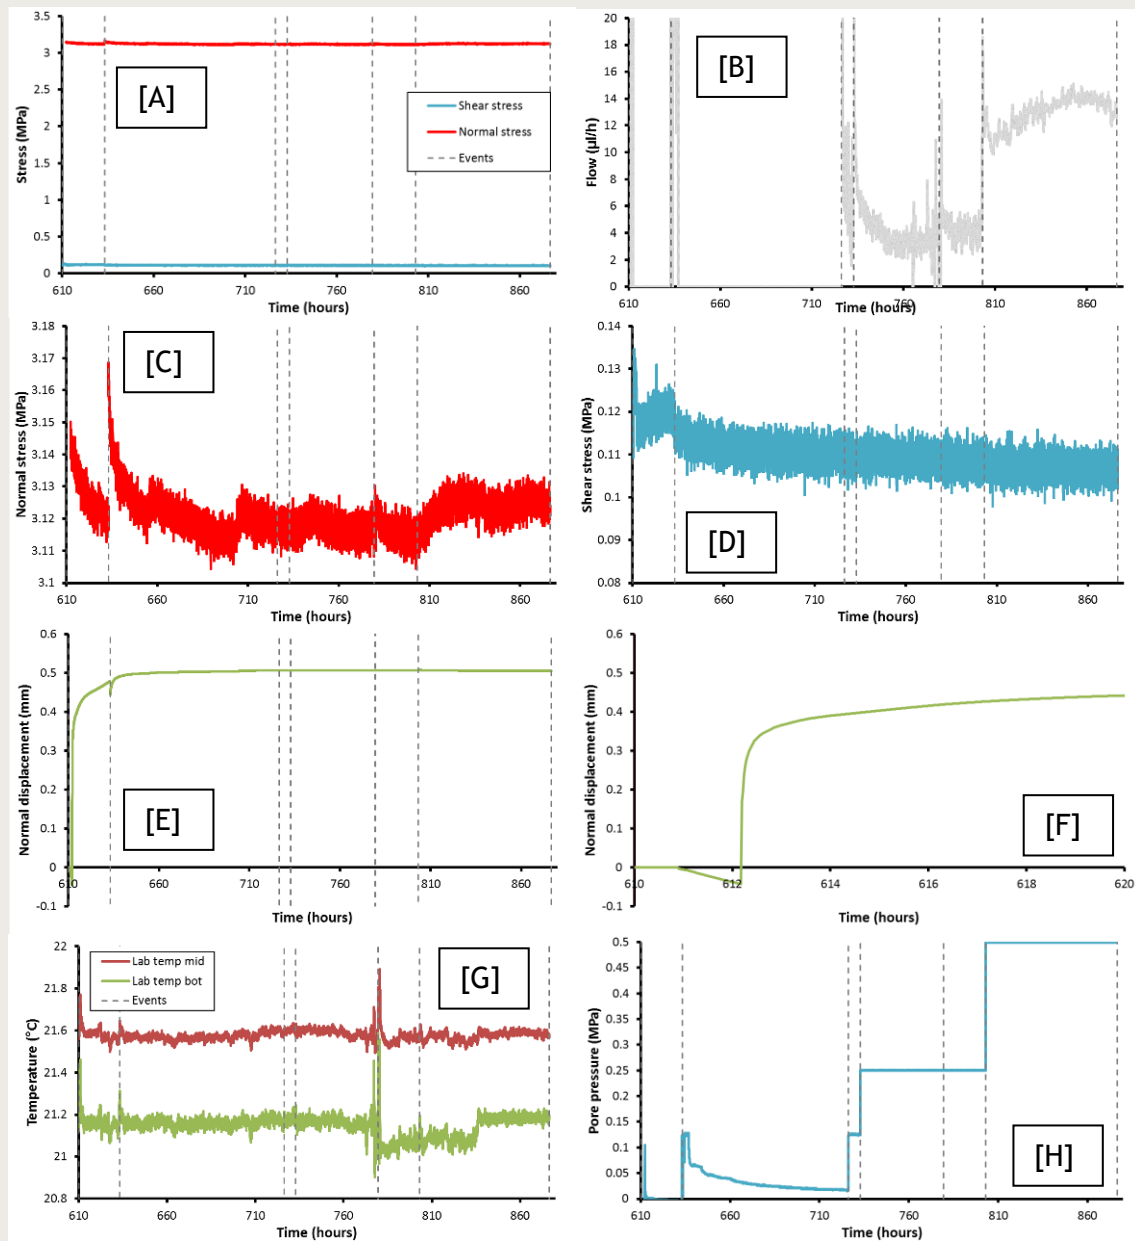 3.5
3
2.5
2
1.5
1
0.5
0
Stress (MPa)
[A]
Shear stress
Normal stress
Events
610 660 710 760 810 860
Time (hours)
20
18
16
14
12
10
8
6
4
2
0
Flow (µl/h)
[B]
610 660 710 760 810 860
Time (hours)
3.18
3.17
3.16
3.15
3.14
3.13
3.12
3.11
3.1
Normal stress (MPa)
[C]
610 660 710 760 810 860
Time (hours)
0.14
0.13
0.12
0.11
0.1
0.09
0.08
Shear stress (MPa)
[D]
610 660 710 760 810 860
Time (hours)
0.6
0.5
0.4
0.3
0.2
0.1
0
-0.1
Normal displacement (mm)
[E]
610 660 710 760 810 860
Time (hours)
0.6
0.5
0.4
0.3
0.2
0.1
0
-0.1
Normal displacement (mm)
[F]
610 612 614 616 618 620
Time (hours)
22
21.8
21.6
21.4
21.2
21
20.8
Temperature (°C)
Lab temp mid
Lab temp bot
Events
[G]
610 660 710 760 810 860
Time (hours)
0.5
0.45
0.4
0.35
0.3
0.25
0.2
0.15
0.1
0.05
0
Pore pressure (MPa)
[H]
610 660 710 760 810 860
Time (hours)